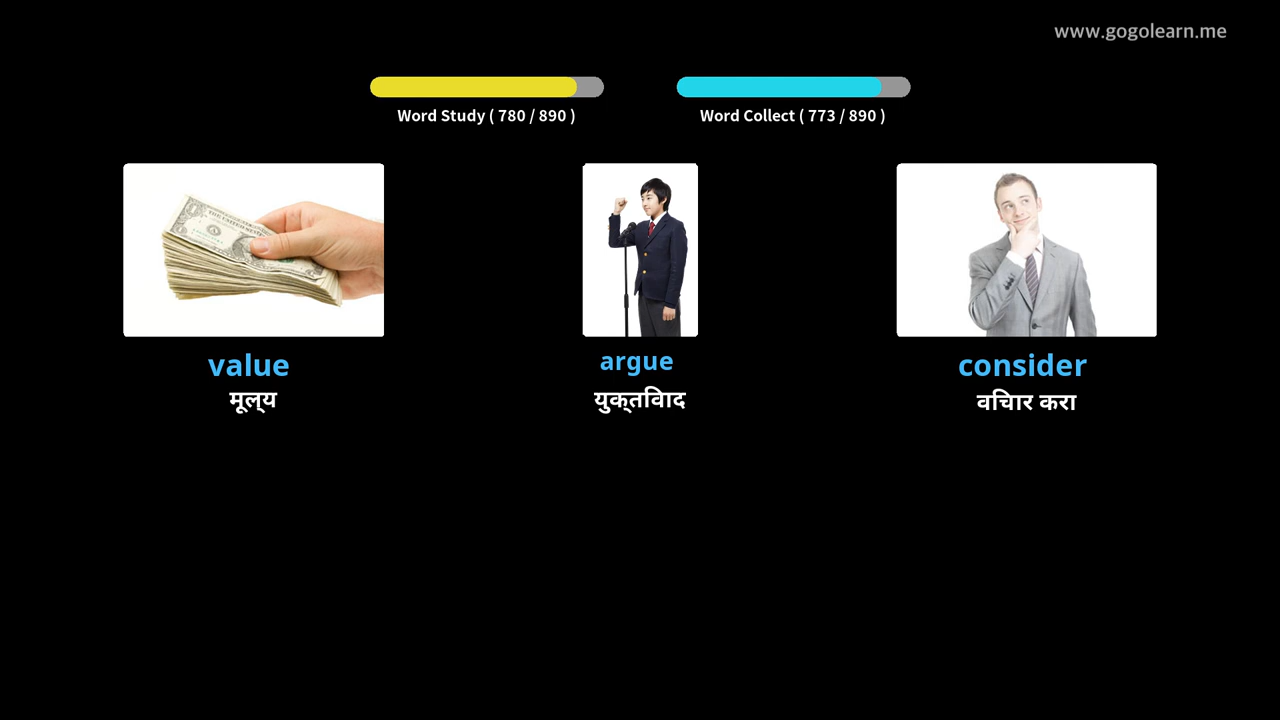 www.gogolearn.me
Word Study ( 780 / 890 )
Word Collect ( 773 / 890 )
value
argue
consider
मूल्य
युक्तिवाद
विचार करा